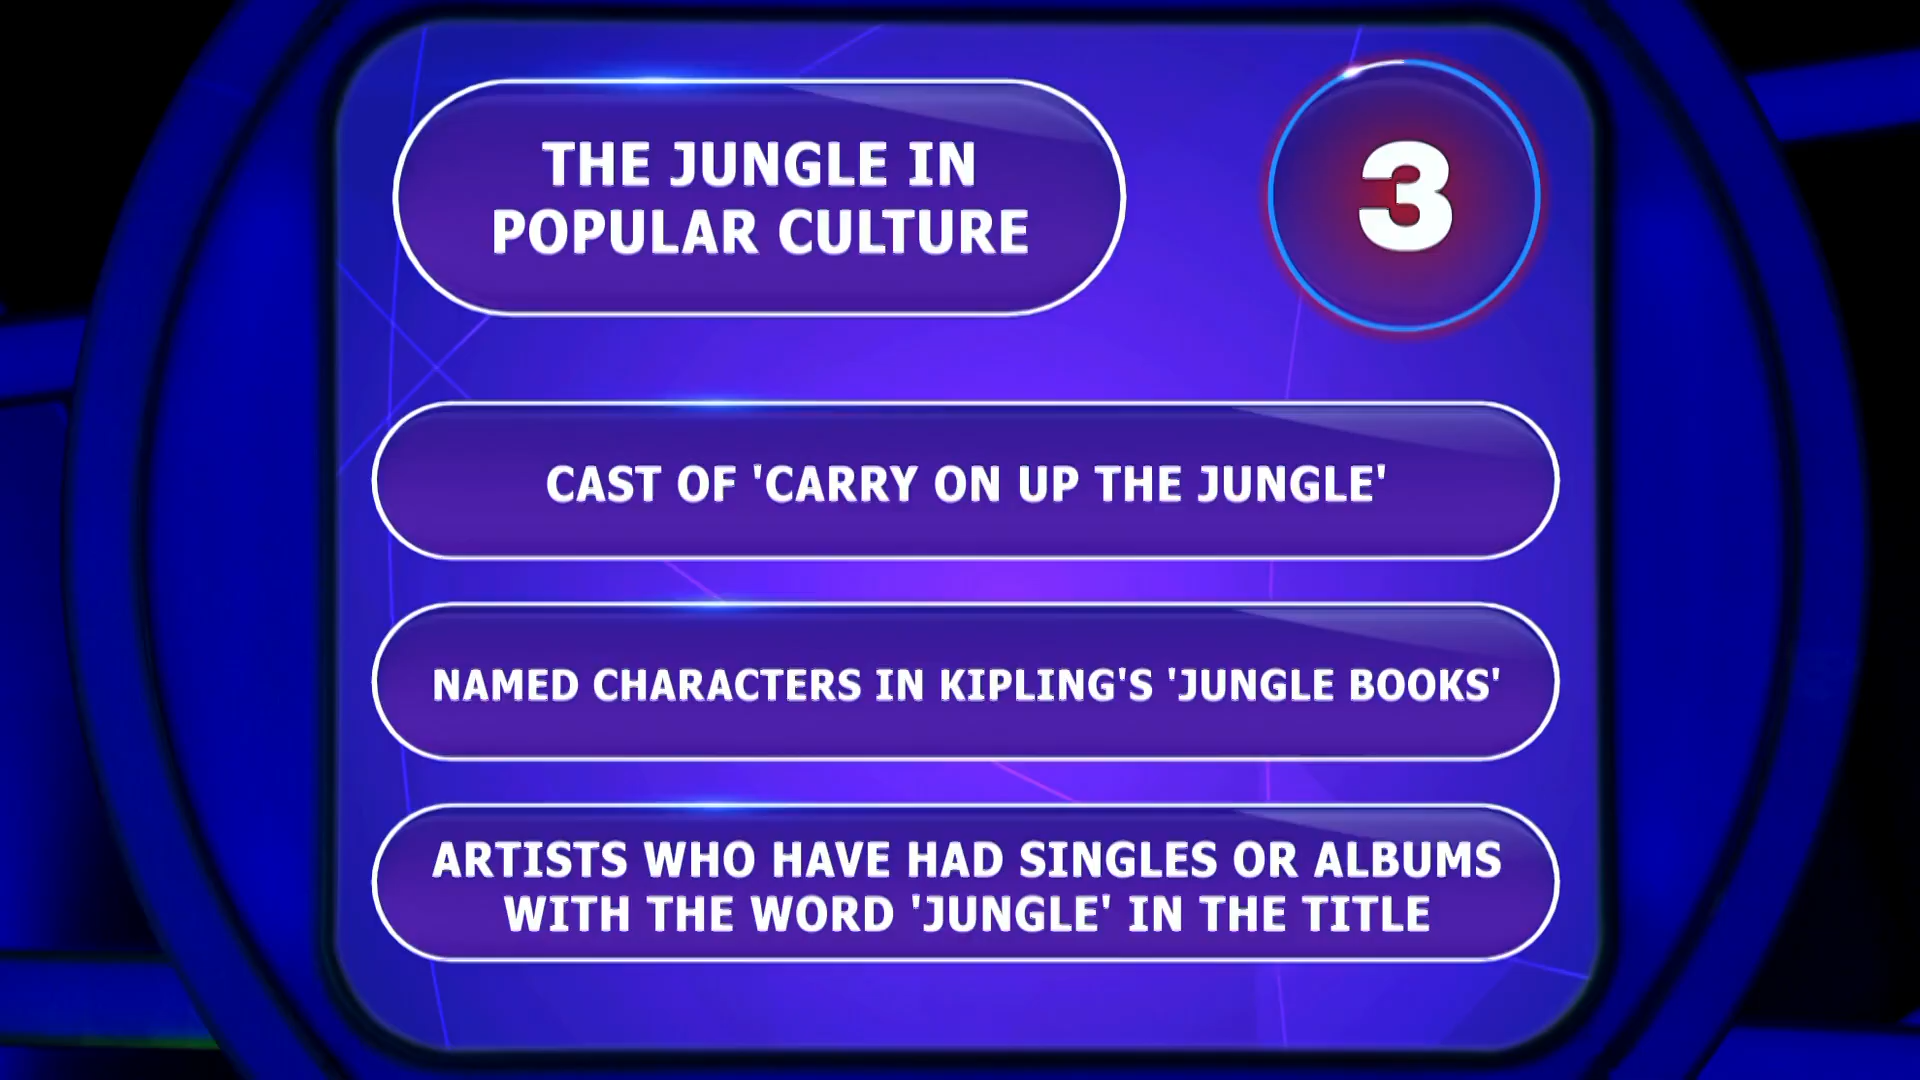 THE JUNGLE IN
POPULAR CULTURE
3
CAST OF 'CARRY ON UP THE JUNGLE'
NAMED CHARACTERS IN KIPLING'S 'JUNGLE BOOKS'
ARTISTS WHO HAVE HAD SINGLES OR ALBUMS
WITH THE WORD 'JUNGLE' IN THE TITLE